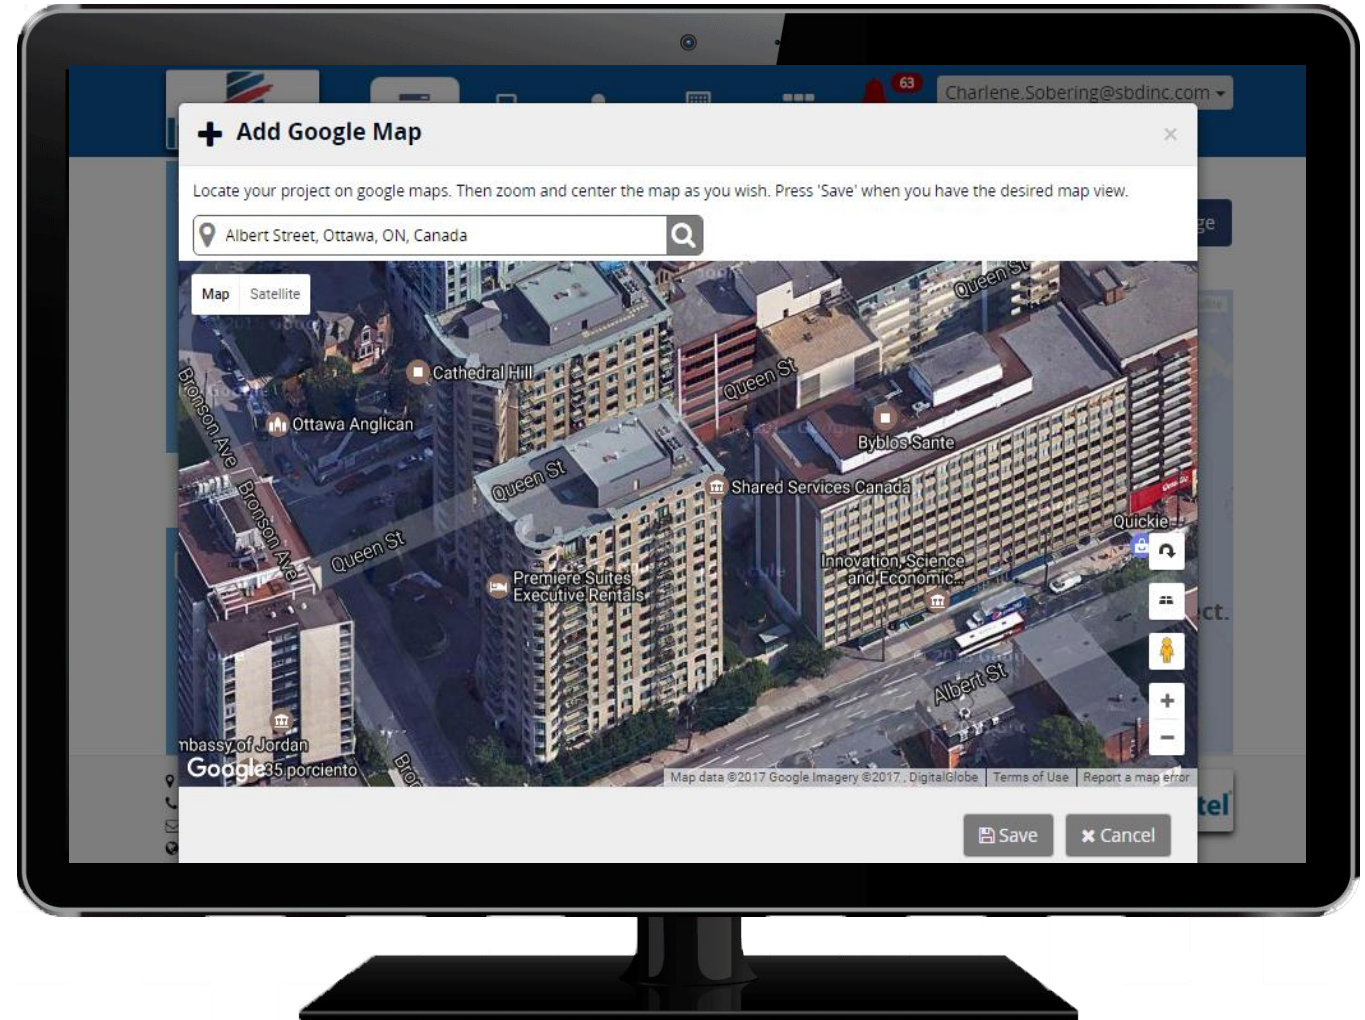 63
Charlene.Sobering@sbdinc.com
Add Google Map
×
Locate your project on google maps. Then zoom and center the map as you wish. Press 'Save' when you have the desired map view.
Albert Street, Ottawa, ON, Canada
Map Satellite
Queen St
Cathedral Hill
Queen St
Bronson Ave
Ottawa Anglican
Byblos Sante
Queen St
Shared Services Canada
Bronson Ave
Quickie
Queen St
Innovation, Science
and Economic...
Premiere Suites
Executive Rentals
ct.
Albert St
mbassy of Jordan
Google
35 porciento
Bro
Map data ©2017 Google Imagery ©2017, DigitalGlobe Terms of Use Report a map error
tel
Save
Cancel